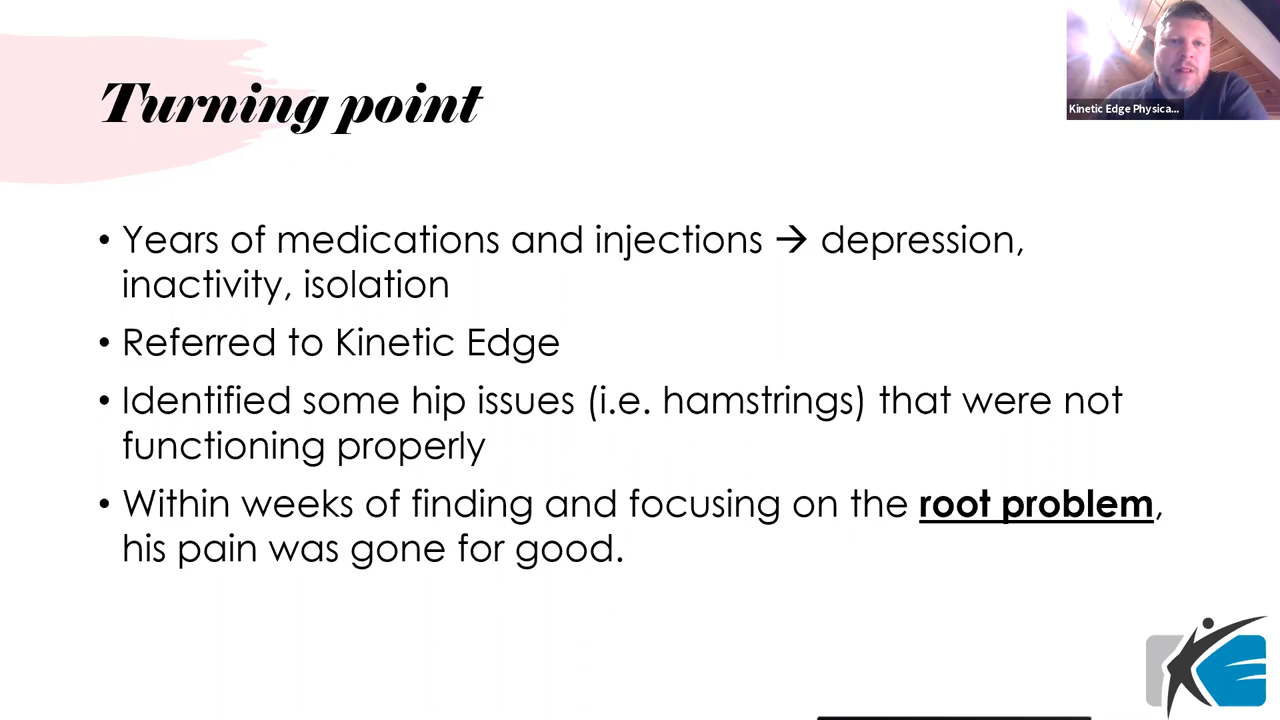 Turning point
Kinetic Edge Physica...
• Years of medications and injections → depression,
inactivity, isolation
• Referred to Kinetic Edge
• Identified some hip issues (i.e. hamstrings) that were not
functioning properly
• Within weeks of finding and focusing on the root problem,
his pain was gone for good.